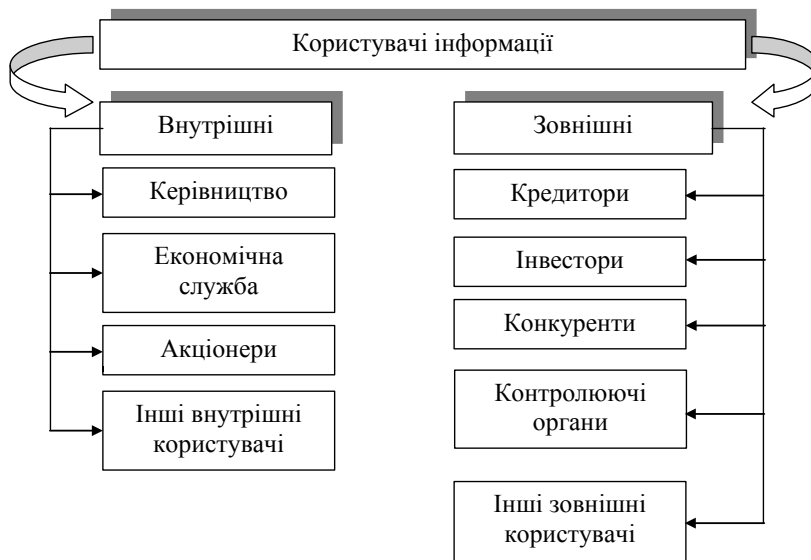 Користувачі інформації
Внутрішні
Керівництво
Економічна
служба
Акціонери
Інші внутрішні
користувачі
Зовнішні
Кредитори
Інвестори
Конкуренти
Контролюючі
органи
Інші зовнішні
користувачі